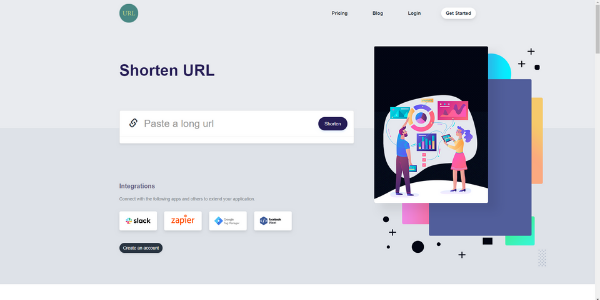 URL
Pricing
Blog
Login
Get Started
Shorten URL
Paste a long url
Shorten
Integrations
Connect with the following apps and others to extend your application.
slack
zapier
Google
Tag Manager
facebook
Create an account